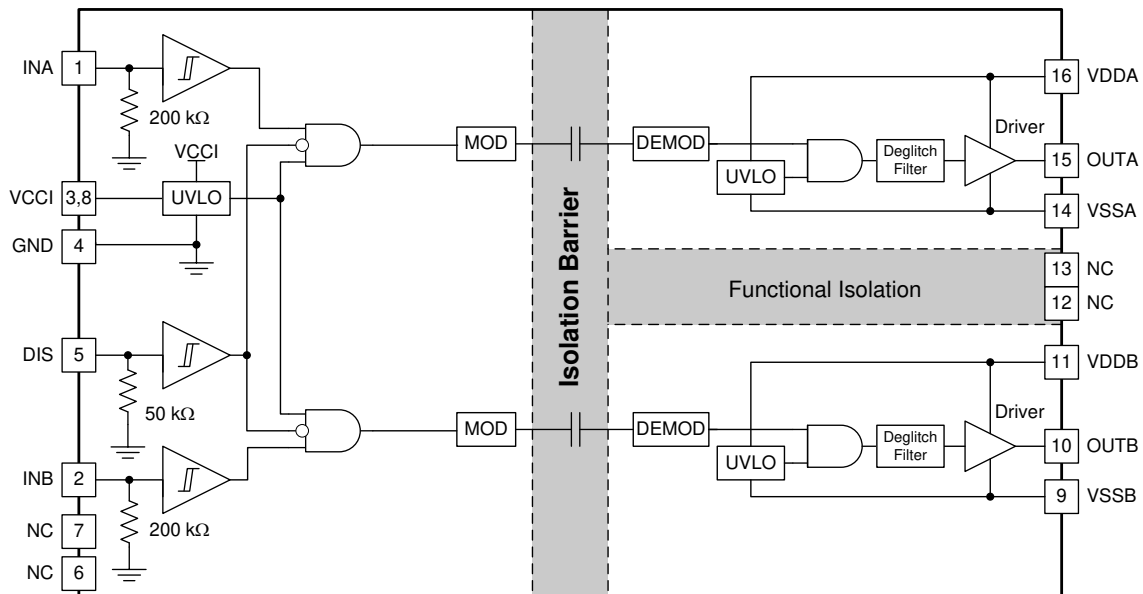 INA
1
200 kΩ
VCCI
VCCI
3,8
UVLO
GND
4
DIS
5
50 kΩ
INB
2
200 kΩ
NC
7
NC
6
MOD
MOD
Isolation Barrier
DEMOD
UVLO
Deglitch
Filter
Driver
16
VDDA
15
OUTA
14
VSSA
Functional Isolation
13
NC
12
NC
DEMOD
UVLO
Deglitch
Filter
Driver
11
VDDB
10
OUTB
9
VSSB